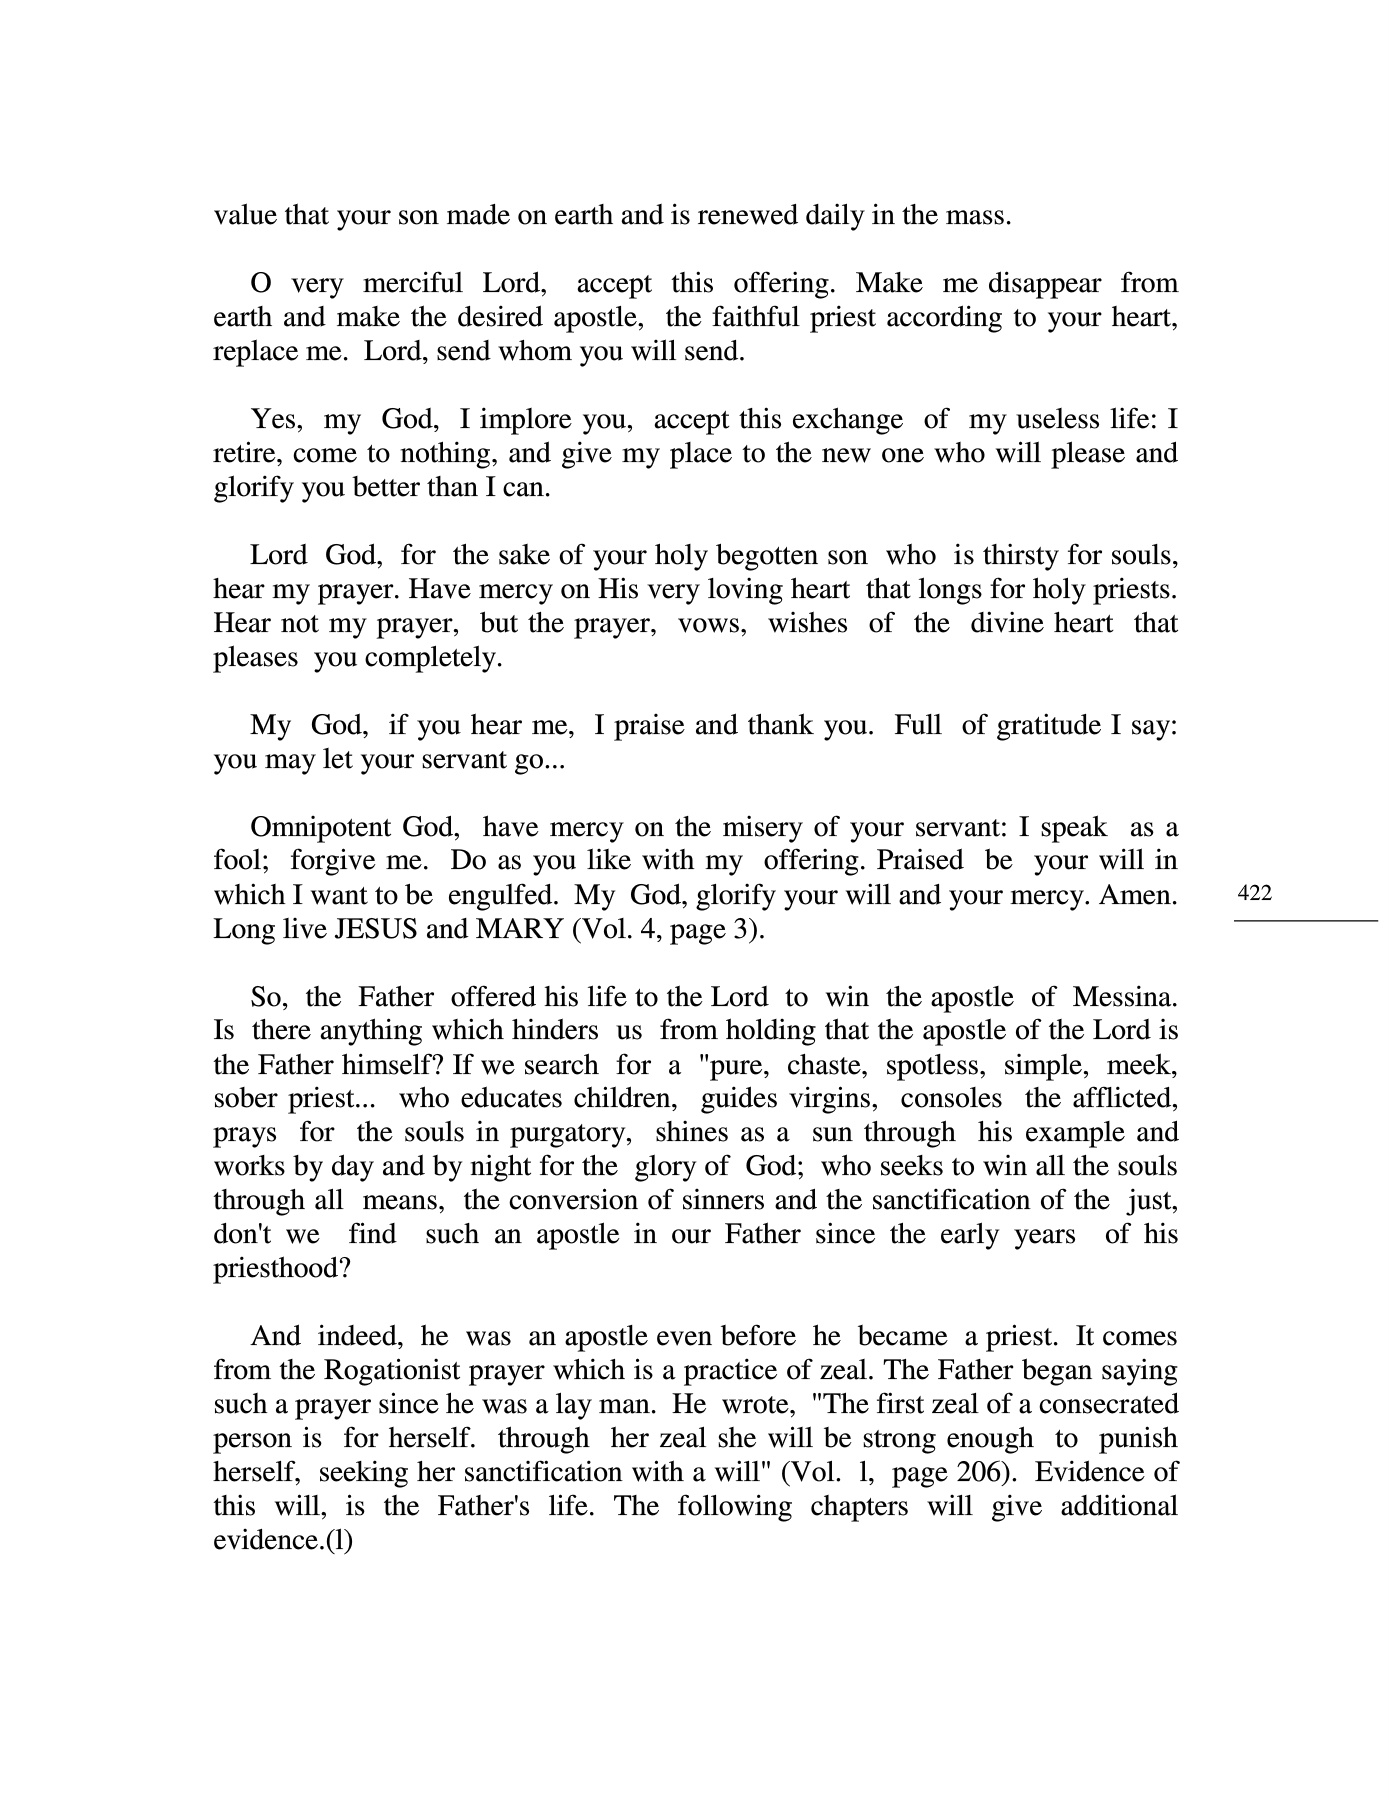 value that your son made on earth and is renewed daily in the mass.
O very merciful Lord, accept this offering. Make me disappear from
earth and make the desired apostle, the faithful priest according to your heart,
replace me. Lord, send whom you will send.
Yes, my God, I implore you, accept this exchange of my useless life: I
retire, come to nothing, and give my place to the new one who will please and
glorify you better than I can.
Lord God, for the sake of your holy begotten son who is thirsty for souls,
hear my prayer. Have mercy on His very loving heart that longs for holy priests.
Hear not my prayer, but the prayer, vows, wishes of the divine heart that
pleases you completely.
My God, if you hear me, I praise and thank you. Full of gratitude I say:
you may let your servant go...
Omnipotent God, have mercy on the misery of your servant: I speak as a
fool; forgive me. Do as you like with my offering. Praised be your will in
which I want to be engulfed. My God, glorify your will and your mercy. Amen.
Long live JESUS and MARY (Vol. 4, page 3).
422
So, the Father offered his life to the Lord to win the apostle of Messina.
Is there anything which hinders us from holding that the apostle of the Lord is
the Father himself? If we search for a "pure, chaste, spotless, simple, meek,
sober priest... who educates children, guides virgins, consoles the afflicted,
prays for the souls in purgatory, shines as a sun through his example and
works by day and by night for the glory of God; who seeks to win all the souls
through all means, the conversion of sinners and the sanctification of the just,
don't we find such an apostle in our Father since the early years of his
priesthood?
And indeed, he was an apostle even before he became a priest. It comes
from the Rogationist prayer which is a practice of zeal. The Father began saying
such a prayer since he was a lay man. He wrote, "The first zeal of a consecrated
person is for herself. through her zeal she will be strong enough to punish
herself, seeking her sanctification with a will" (Vol. l, page 206). Evidence of
this will, is the Father's life. The following chapters will give additional
evidence.(l)